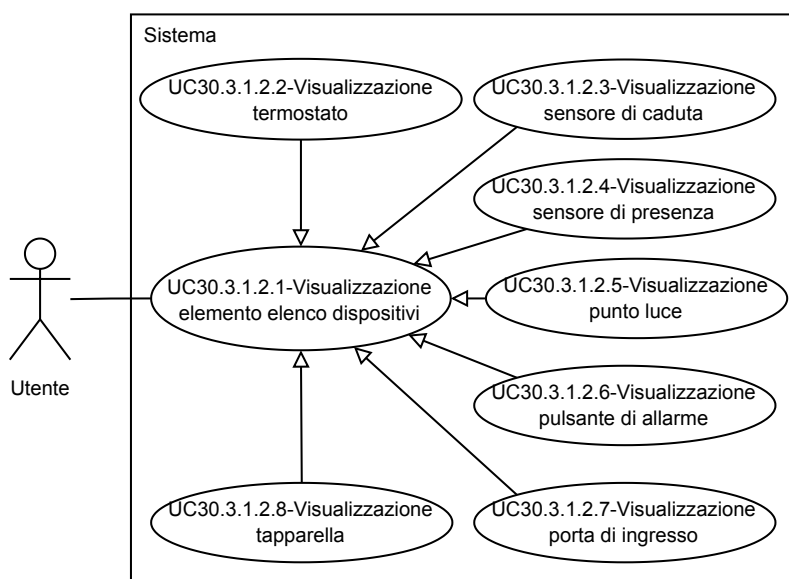 Sistema
UC30.3.1.2.2-Visualizzazione
termostato
UC30.3.1.2.3-Visualizzazione
sensore di caduta
UC30.3.1.2.4-Visualizzazione
sensore di presenza
UC30.3.1.2.1-Visualizzazione
elemento elenco dispositivi
UC30.3.1.2.5-Visualizzazione
punto luce
Utente
UC30.3.1.2.6-Visualizzazione
pulsante di allarme
UC30.3.1.2.8-Visualizzazione
tapparella
UC30.3.1.2.7-Visualizzazione
porta di ingresso